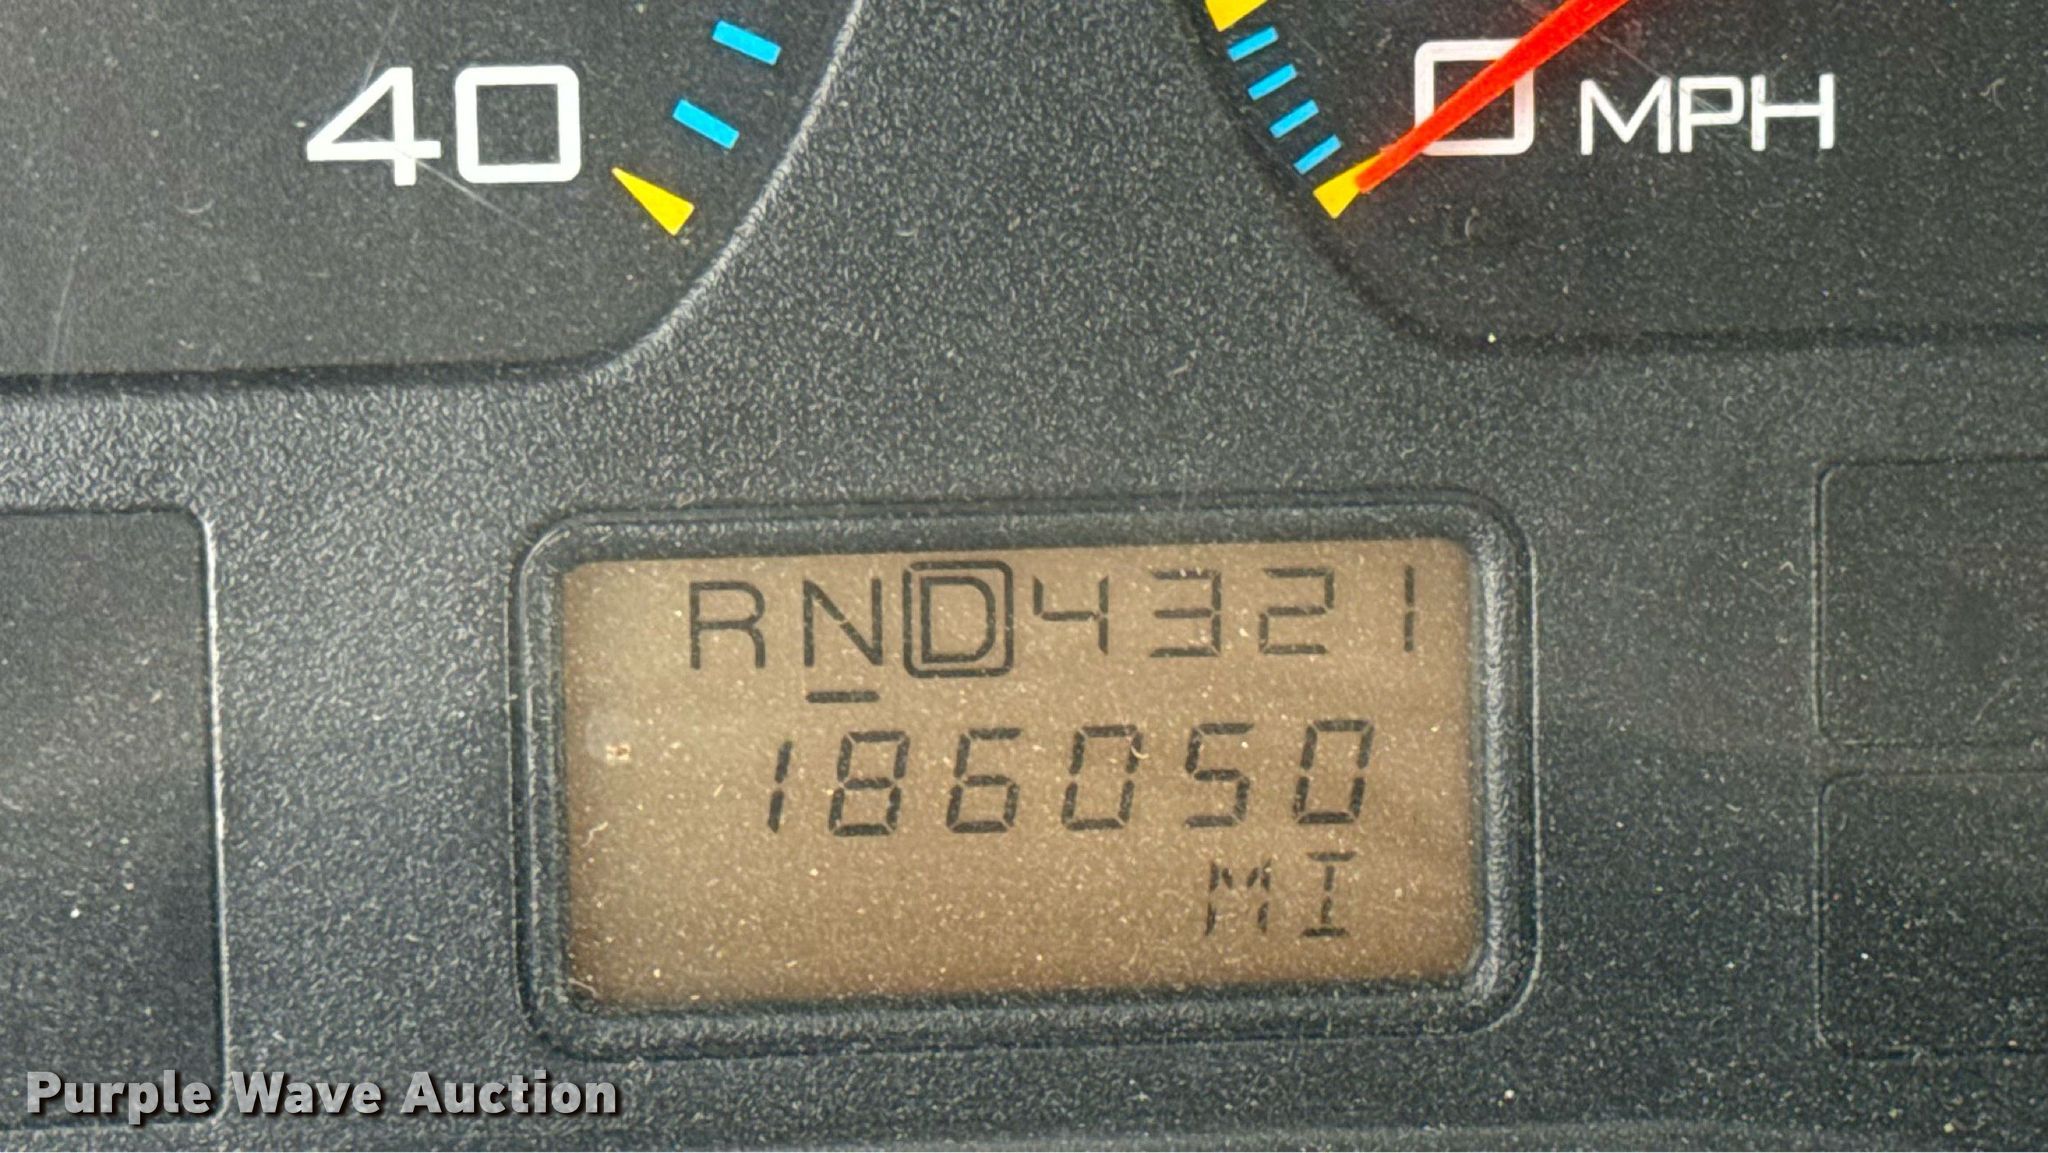 40
0 MPH
RND4321
186050
MI
Purple Wave Auction